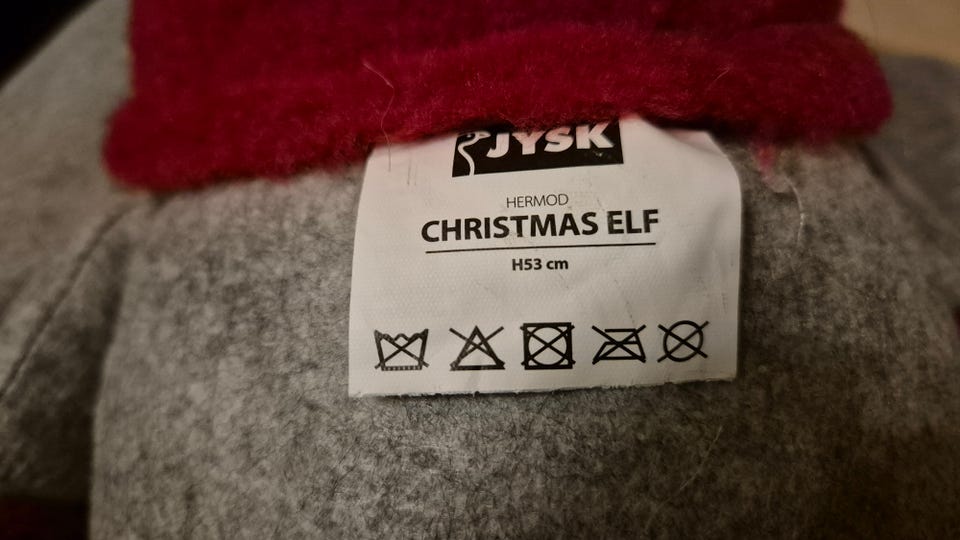 JYSK
HERMOD
CHRISTMAS ELF
H53 cm